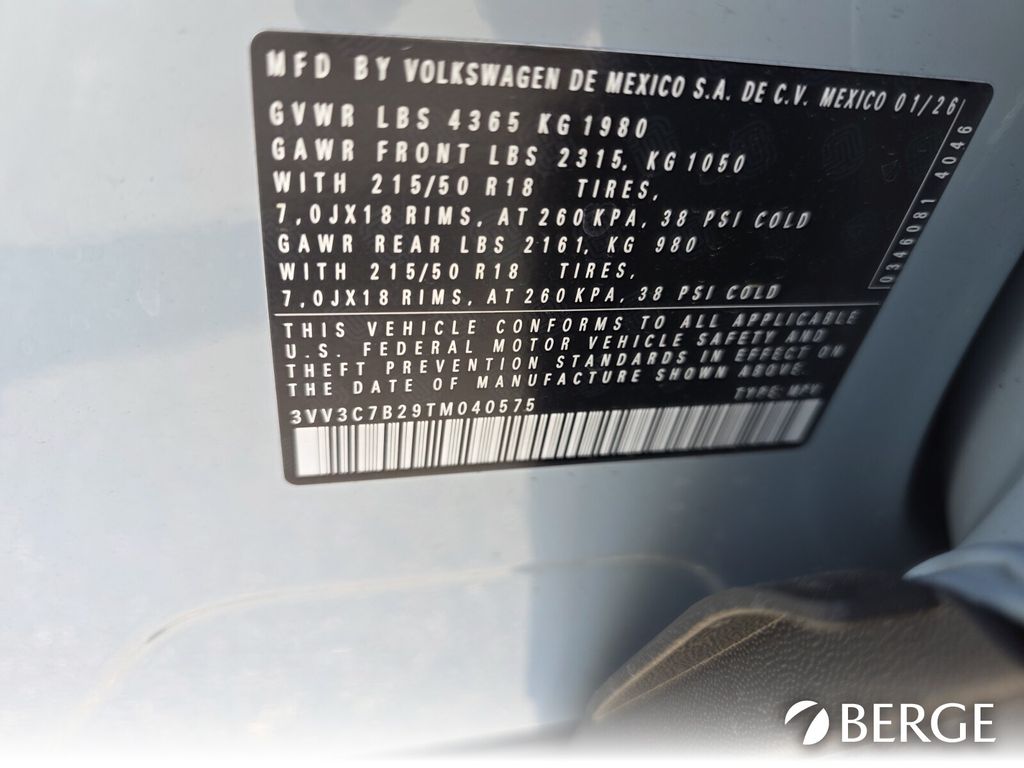 MFD BY VOLKSWAGEN DE MEXICO S.A. DE C.V. MEXICO 01/26
GVWR LBS 4365 KG 1980
GAWR FRONT LBS 2315, KG 1050
WITH 215/50 R18 TIRES,
7,0JX18 RIMS, AT 260 KPA, 38 PSI COLD
GAWR REAR LBS 2161, KG 980
WITH 215/50 R18 TIRES,
7,0JX18 RIMS, AT 260 KPA, 38 PSI COLD
THIS VEHICLE CONFORMS TO ALL APPLICABLE
U.S. FEDERAL MOTOR VEHICLE SAFETY AND
THEFT PREVENTION STANDARDS IN EFFECT ON
THE DATE OF MANUFACTURE SHOWN ABOVE.
TYPE: MPV
3VV3C7B29TM040575
0346081 4046
BERGE